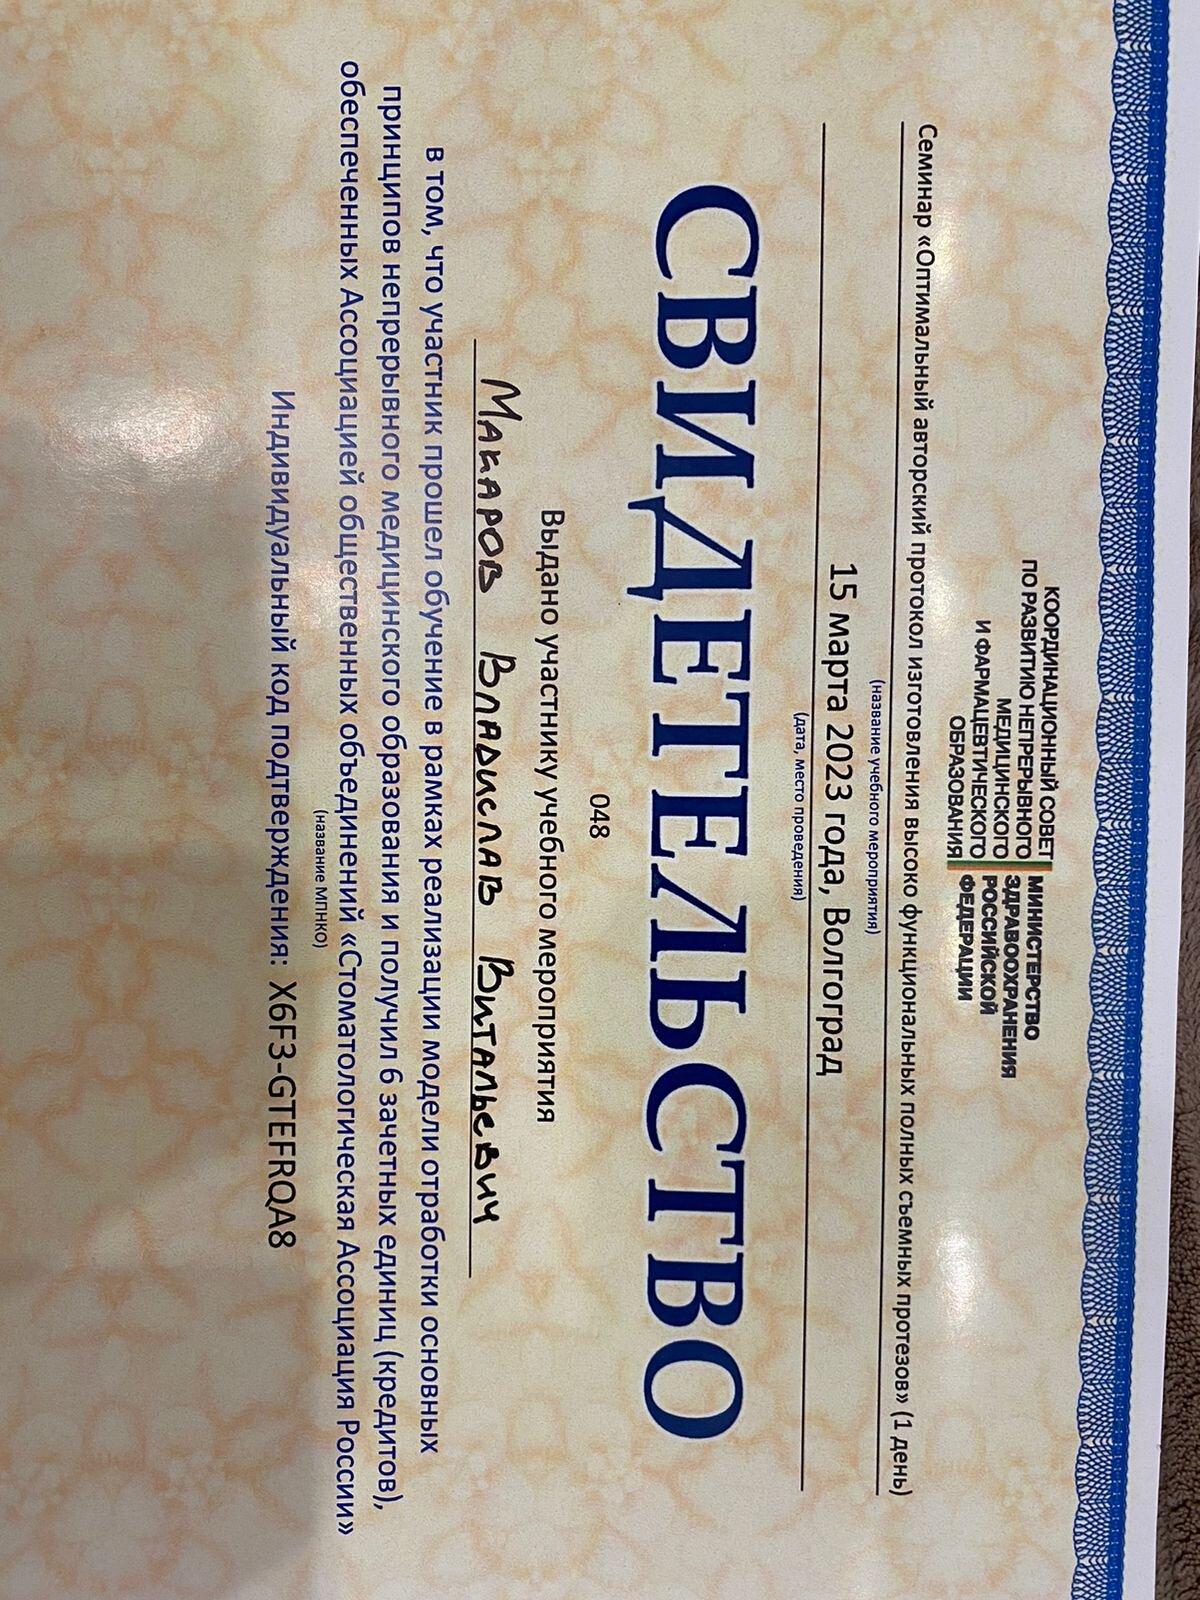 КООРДИНАЦИОННЫЙ СОВЕТ
ПО РАЗВИТИЮ НЕПРЕРЫВНОГО
МЕДИЦИНСКОГО
И ФАРМАЦЕВТИЧЕСКОГО
ОБРАЗОВАНИЯ
МИНИСТЕРСТВО
ЗДРАВООХРАНЕНИЯ
РОССИЙСКОЙ
ФЕДЕРАЦИИ
Семинар «Оптимальный авторский протокол изготовления высоко функциональных полных съемных протезов» (1 день)
(название учебного мероприятия)
15 марта 2023 года, Волгоград
(дата, место проведения)
СВИДЕТЕЛЬСТВО
048
Выдано участнику учебного мероприятия
Макаров Владислав Витальевич
в том, что участник прошел обучение в рамках реализации модели отработки основных
принципов непрерывного медицинского образования и получил 6 зачетных единиц (кредитов),
обеспеченных Ассоциацией общественных объединений «Стоматологическая Ассоциация России»
(название МПНКО)
Индивидуальный код подтверждения: X6F3-GTEFRQA8